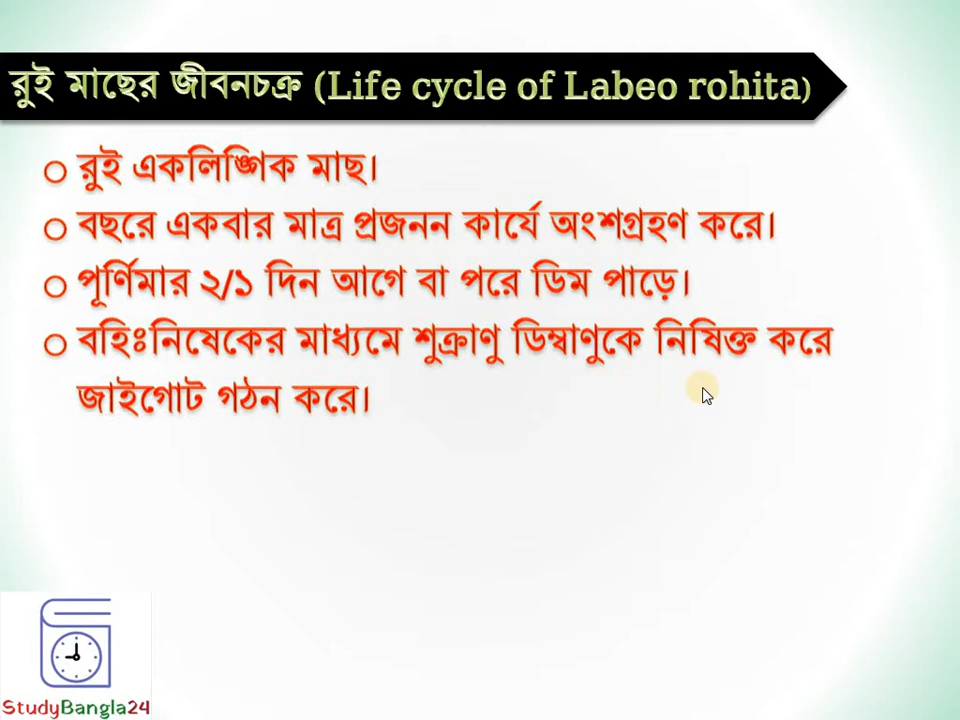 রুই মাছের জীবনচক্র (Life cycle of Labeo rohita)
রুই একলিঙ্গিক মাছ।
বছরে একবার মাত্র প্রজনন কার্যে অংশগ্রহণ করে।
পূর্ণিমার ২/১ দিন আগে বা পরে ডিম পাড়ে।
বহিঃনিষেকের মাধ্যমে শুক্রাণু ডিম্বাণুকে নিষিক্ত করে
জাইগোট গঠন করে।
StudyBangla24